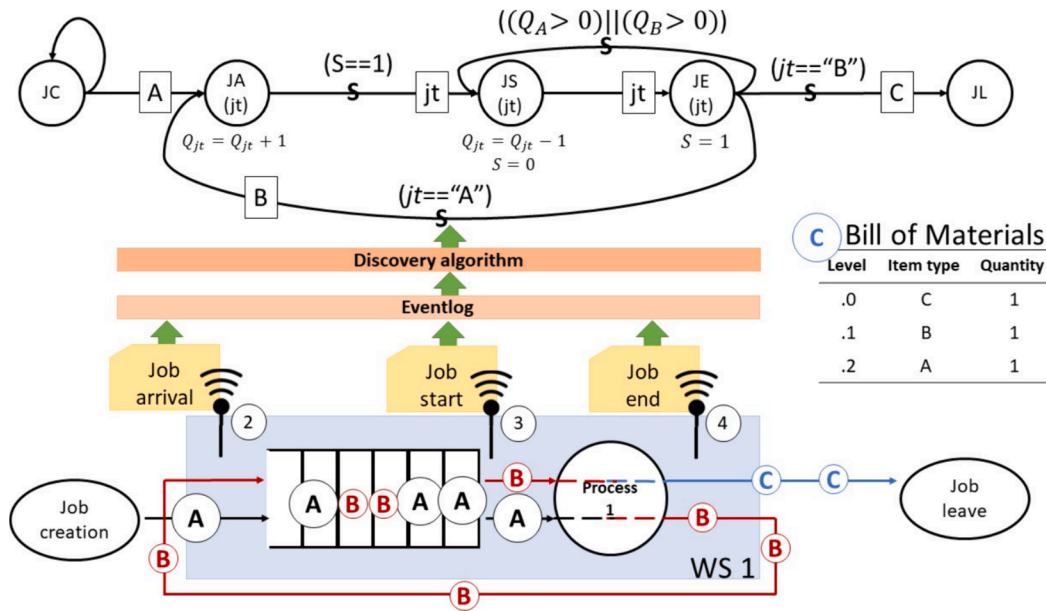 ((Q_A > 0)||(Q_B > 0))
S
JC
A
JA
(jt)
Q_jt = Q_jt + 1
(S==1)
S
jt
JS
(jt)
Q_jt = Q_jt − 1
S = 0
jt
JE
(jt)
S = 1
(jt=="B")
S
C
JL
B
(jt=="A")
S
Discovery algorithm
Eventlog
C Bill of Materials
Level Item type Quantity
.0 C 1
.1 B 1
.2 A 1
Job
arrival
2
Job
start
3
Job
end
4
Job
creation
A
A B B A A
B
A
Process
1
C C
B
B
B
B
WS 1
Job
leave